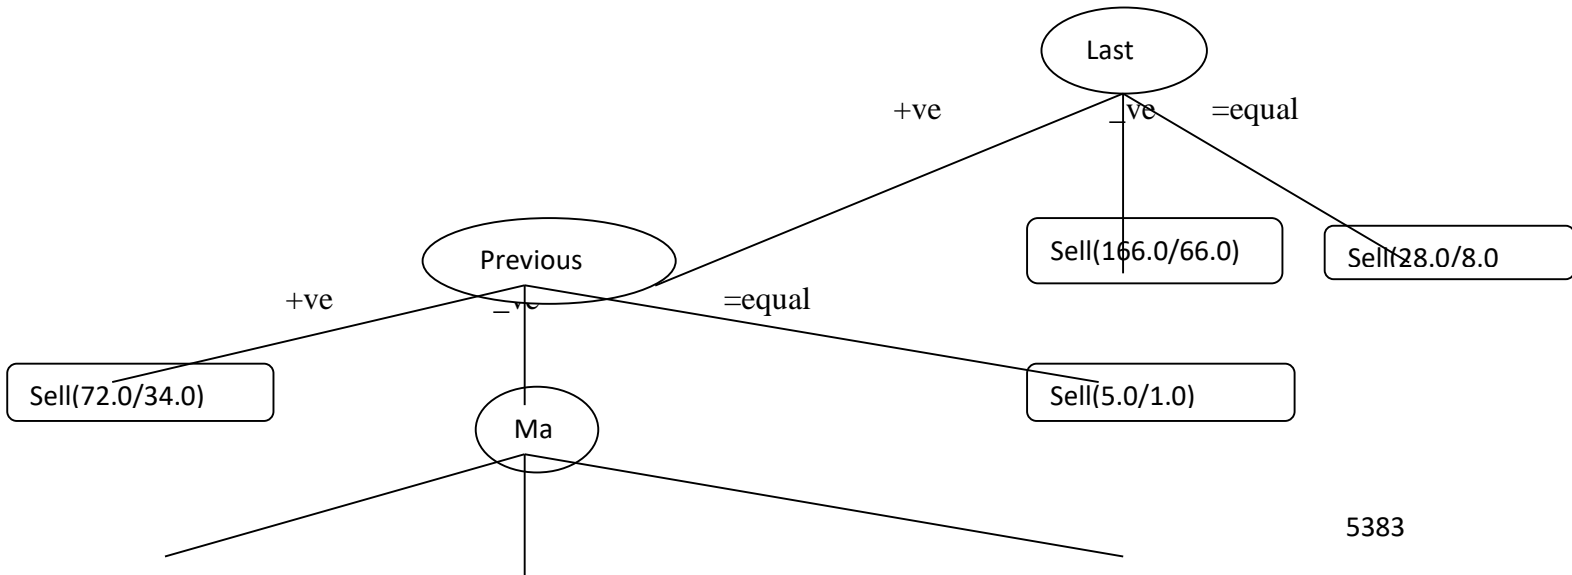 Last
+ve _ve =equal
Previous Sell(166.0/66.0) Sell(28.0/8.0
+ve _ve =equal
Sell(72.0/34.0) Sell(5.0/1.0)
Ma
5383